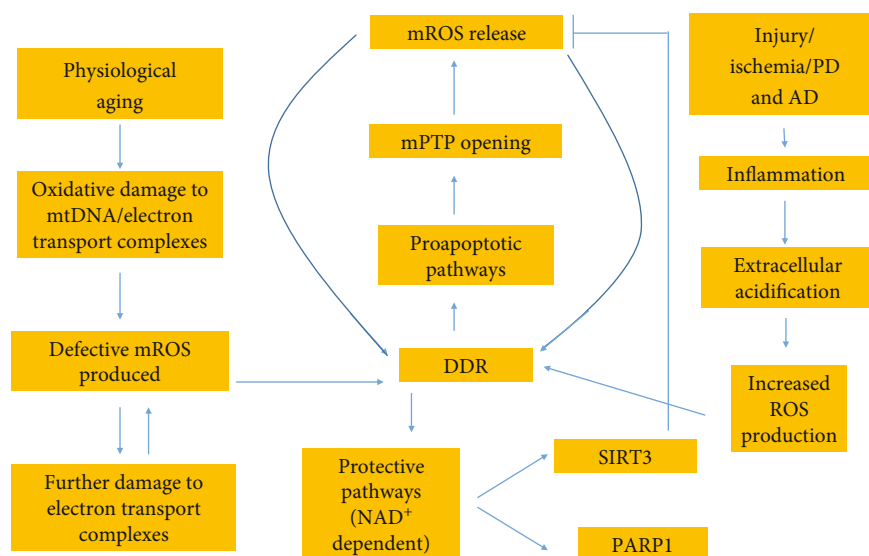 Physiological
aging
Oxidative damage to
mtDNA/electron
transport complexes
Defective mROS
produced
Further damage to
electron transport
complexes
mROS release
mPTP opening
Proapoptotic
pathways
DDR
Protective
pathways
(NAD⁺
dependent)
SIRT3
PARP1
Injury/
ischemia/PD
and AD
Inflammation
Extracellular
acidification
Increased
ROS
production